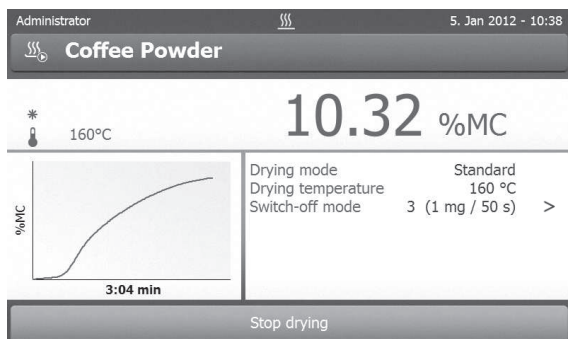 Administrator 5. Jan 2012 - 10:38
Coffee Powder
160°C
10.32 %MC
%MC
3:04 min
Drying mode Standard
Drying temperature 160 °C
Switch-off mode 3 (1 mg / 50 s) >
Stop drying